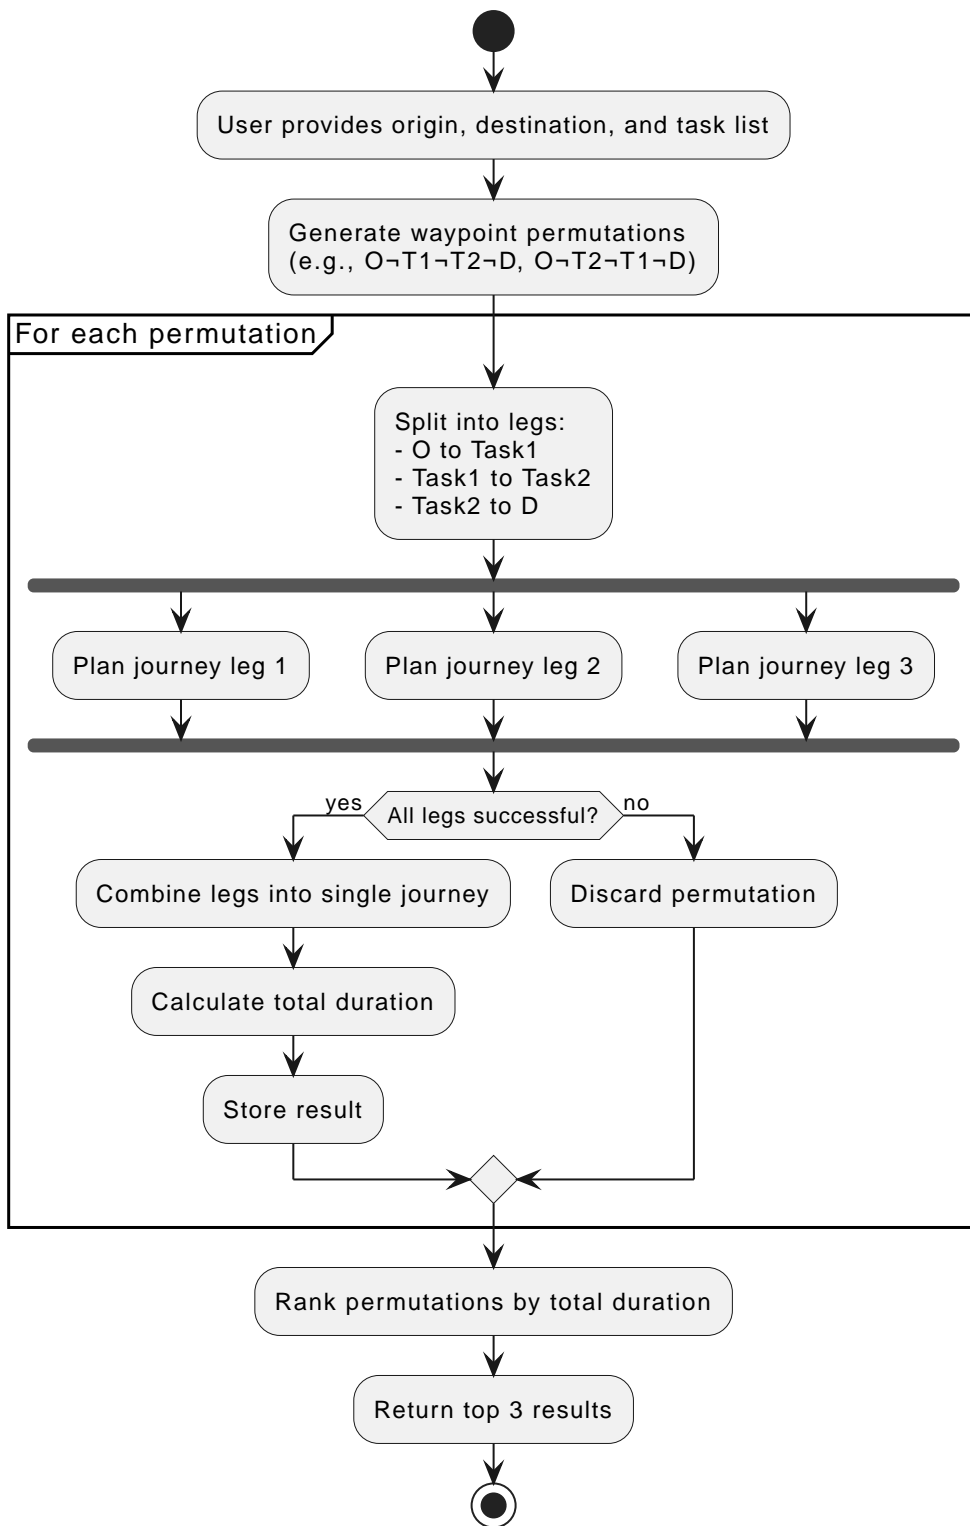 User provides origin, destination, and task list
Generate waypoint permutations
(e.g., O¬T1¬T2¬D, O¬T2¬T1¬D)
For each permutation
Split into legs:
- O to Task1
- Task1 to Task2
- Task2 to D
Plan journey leg 1
Plan journey leg 2
Plan journey leg 3
yes
All legs successful?
no
Combine legs into single journey
Discard permutation
Calculate total duration
Store result
Rank permutations by total duration
Return top 3 results